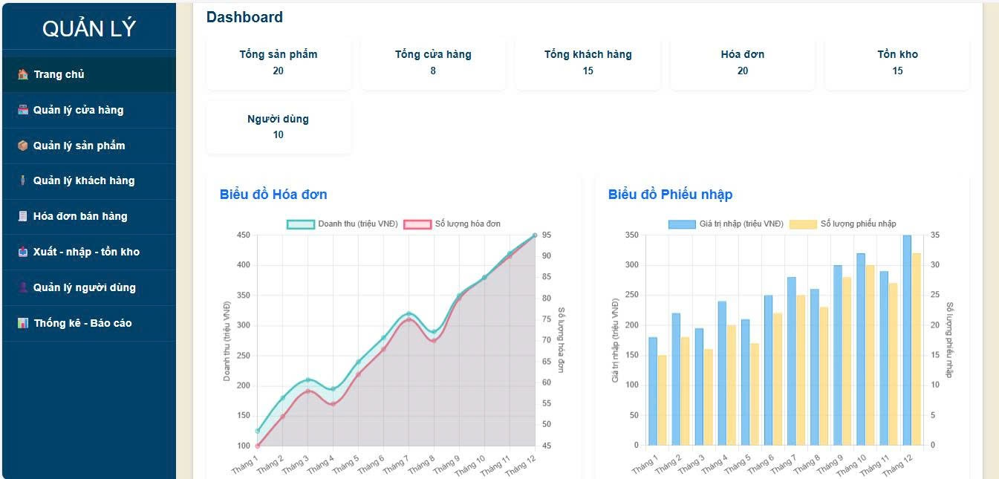 QUẢN LÝ
Trang chủ
Quản lý cửa hàng
Quản lý sản phẩm
Quản lý khách hàng
Hóa đơn bán hàng
Xuất - nhập - tồn kho
Quản lý người dùng
Thống kê - Báo cáo
Dashboard
Tổng sản phẩm
20
Tổng cửa hàng
8
Tổng khách hàng
15
Hóa đơn
20
Tồn kho
15
Người dùng
10
Biểu đồ Hóa đơn
Doanh thu (triệu VNĐ) Số lượng hóa đơn
450
400
350
300
250
200
150
100
Doanh thu (triệu VNĐ)
95
90
85
80
75
70
65
60
55
50
45
Số lượng hóa đơn
Tháng 1 Tháng 2 Tháng 3 Tháng 4 Tháng 5 Tháng 6 Tháng 7 Tháng 8 Tháng 9 Tháng 10 Tháng 11 Tháng 12
Biểu đồ Phiếu nhập
Giá trị nhập (triệu VNĐ) Số lượng phiếu nhập
350
300
250
200
150
100
50
0
Giá trị nhập (triệu VNĐ)
35
30
25
20
15
10
5
0
Số lượng phiếu nhập
Tháng 1 Tháng 2 Tháng 3 Tháng 4 Tháng 5 Tháng 6 Tháng 7 Tháng 8 Tháng 9 Tháng 10 Tháng 11 Tháng 12